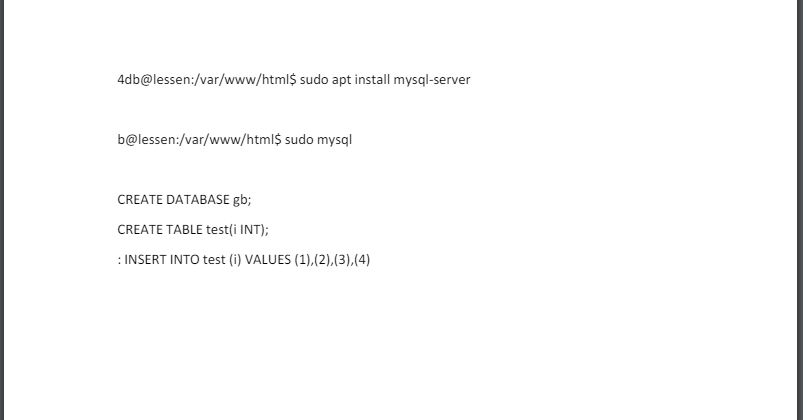 4db@lessen:/var/www/html$ sudo apt install mysql-server
b@lessen:/var/www/html$ sudo mysql
CREATE DATABASE gb;
CREATE TABLE test(i INT);
: INSERT INTO test (i) VALUES (1),(2),(3),(4)